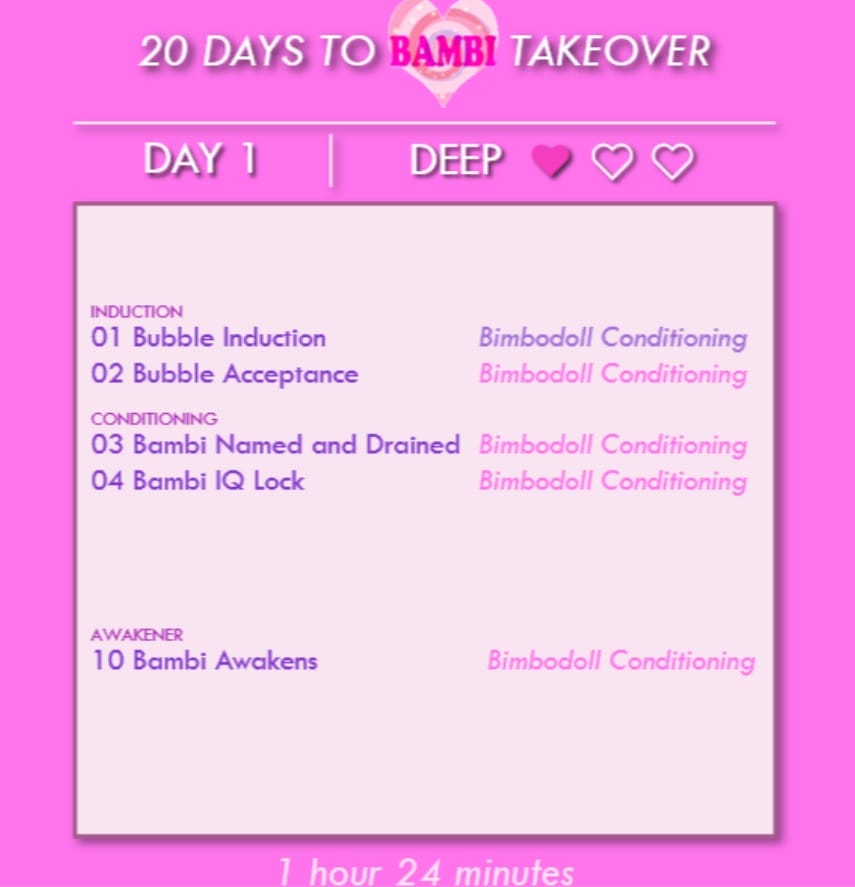 20 DAYS TO BAMBI TAKEOVER
DAY 1 DEEP
INDUCTION
01 Bubble Induction Bimbodoll Conditioning
02 Bubble Acceptance Bimbodoll Conditioning
CONDITIONING
03 Bambi Named and Drained Bimbodoll Conditioning
04 Bambi IQ Lock Bimbodoll Conditioning
AWAKENER
10 Bambi Awakens Bimbodoll Conditioning
1 hour 24 minutes